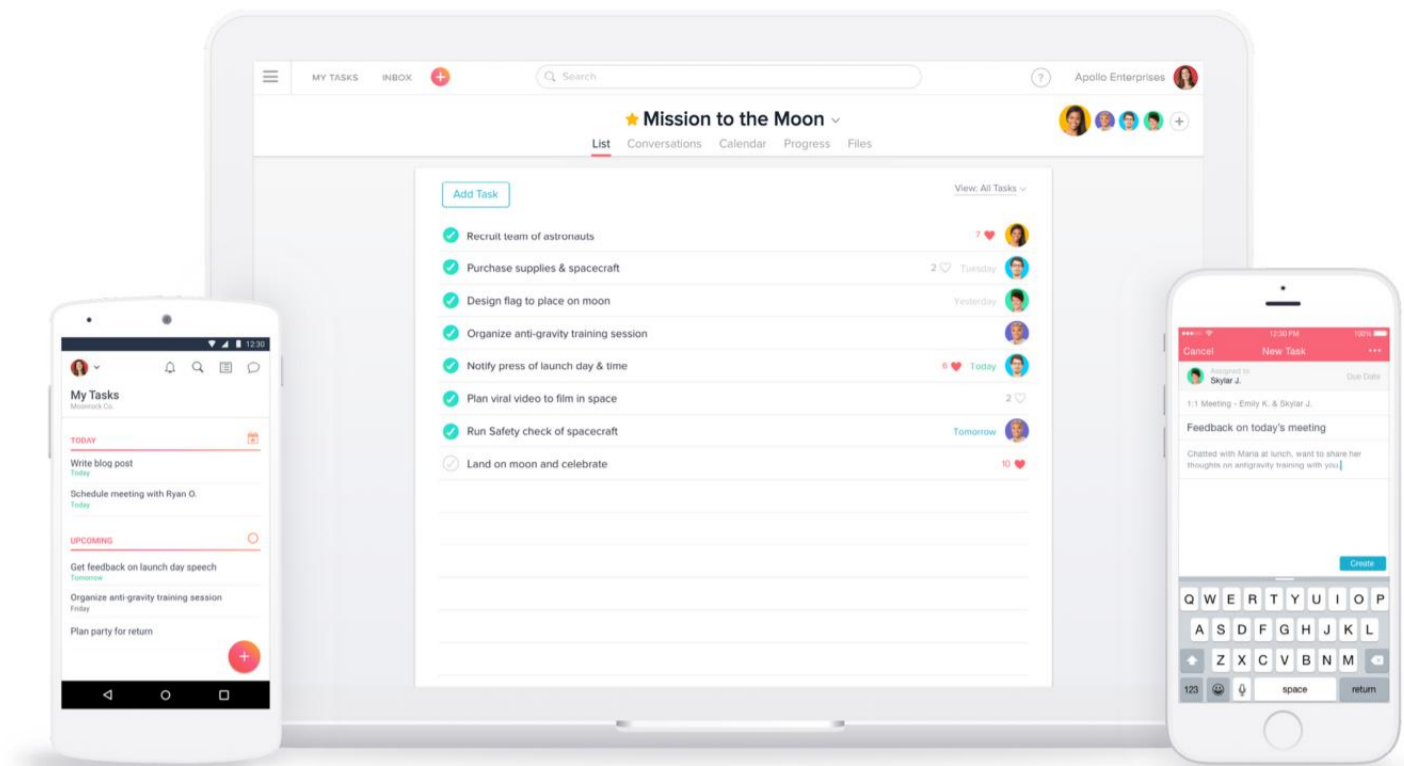 MY TASKS INBOX Search ? Apollo Enterprises
Mission to the Moon
List Conversations Calendar Progress Files
Add Task View: All Tasks
Recruit team of astronauts 7
Purchase supplies & spacecraft 2 Tuesday
Design flag to place on moon Yesterday
Organize anti-gravity training session
Notify press of launch day & time 6 Today
Plan viral video to film in space 2
Run Safety check of spacecraft Tomorrow
Land on moon and celebrate 10
12:30
My Tasks
Moonrock Co.
TODAY
Write blog post
Today
Schedule meeting with Ryan O.
Today
UPCOMING
Get feedback on launch day speech
Tomorrow
Organize anti-gravity training session
Friday
Plan party for return
12:30 PM 100%
Cancel New Task
Assigned to
Skylar J. Due Date
1:1 Meeting - Emily K. & Skylar J.
Feedback on today's meeting
Chatted with Maria at lunch, want to share her
thoughts on antigravity training with you
Create
Q W E R T Y U I O P
A S D F G H J K L
Z X C V B N M
123 space return